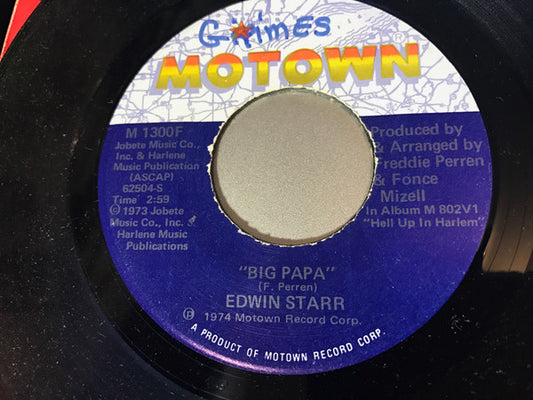 Grimes
MOTOWN®
M 1300F
Jobete Music Co.,
Inc. & Harlene
Music Publication
(ASCAP)
62504-S
Time 2:59
© 1973 Jobete
Music Co., Inc.
Harlene Music
Publications
Produced by
& Arranged by
Freddie Perren
& Fonce
Mizell
In Album M 802V1
"Hell Up In Harlem"
"BIG PAPA"
(F. Perren)
EDWIN STARR
℗ 1974 Motown Record Corp.
A PRODUCT OF MOTOWN RECORD CORP.